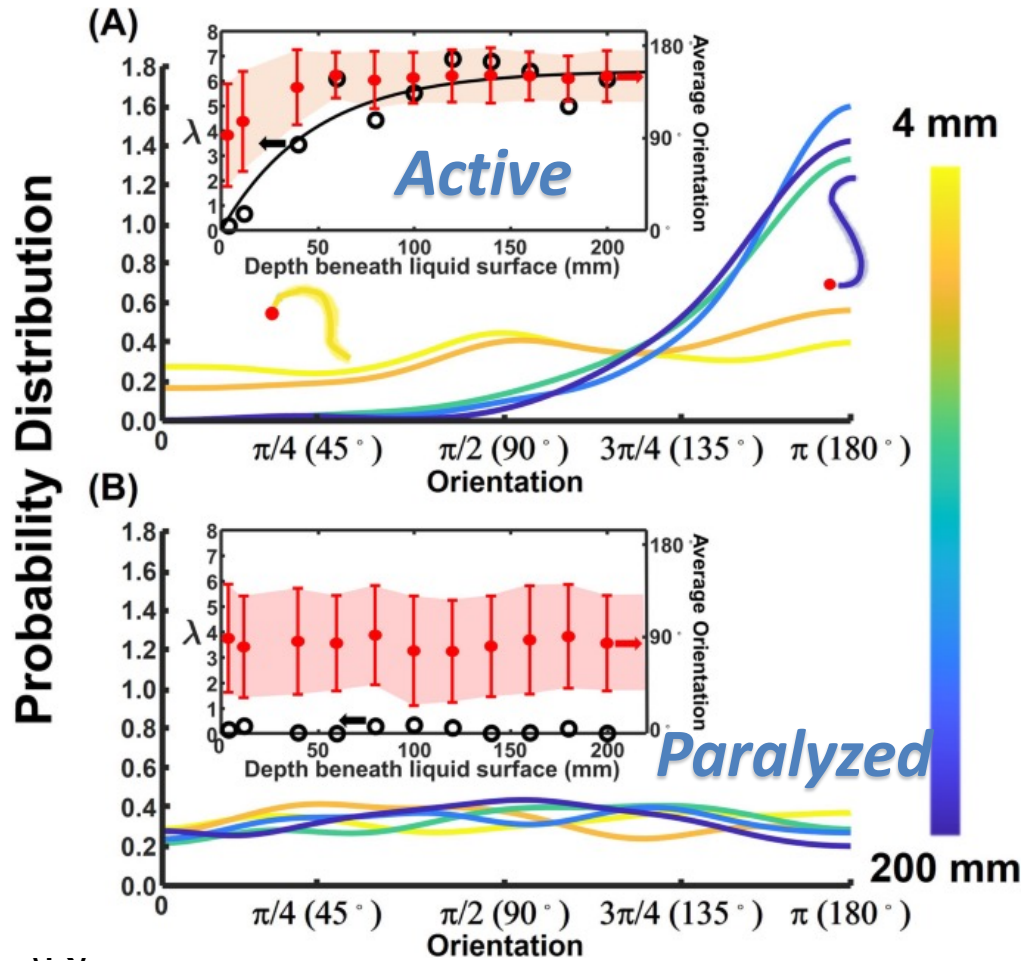 (A)
Probability Distribution
1.8
1.6
1.4
1.2
1.0
0.8
0.6
0.4
0.2
0.0
8
7
6
5
4
3
2
1
0
λ
180°
90°
0°
Average Orientation
Active
0 50 100 150 200
Depth beneath liquid surface (mm)
0 π/4 (45°) π/2 (90°) 3π/4 (135°) π (180°)
Orientation
4 mm
200 mm
(B)
1.8
1.6
1.4
1.2
1.0
0.8
0.6
0.4
0.2
0.0
8
7
6
5
4
3
2
1
0
λ
180°
90°
0°
Average Orientation
50 100 150 200
Depth beneath liquid surface (mm)
Paralyzed
0 π/4 (45°) π/2 (90°) 3π/4 (135°) π (180°)
Orientation